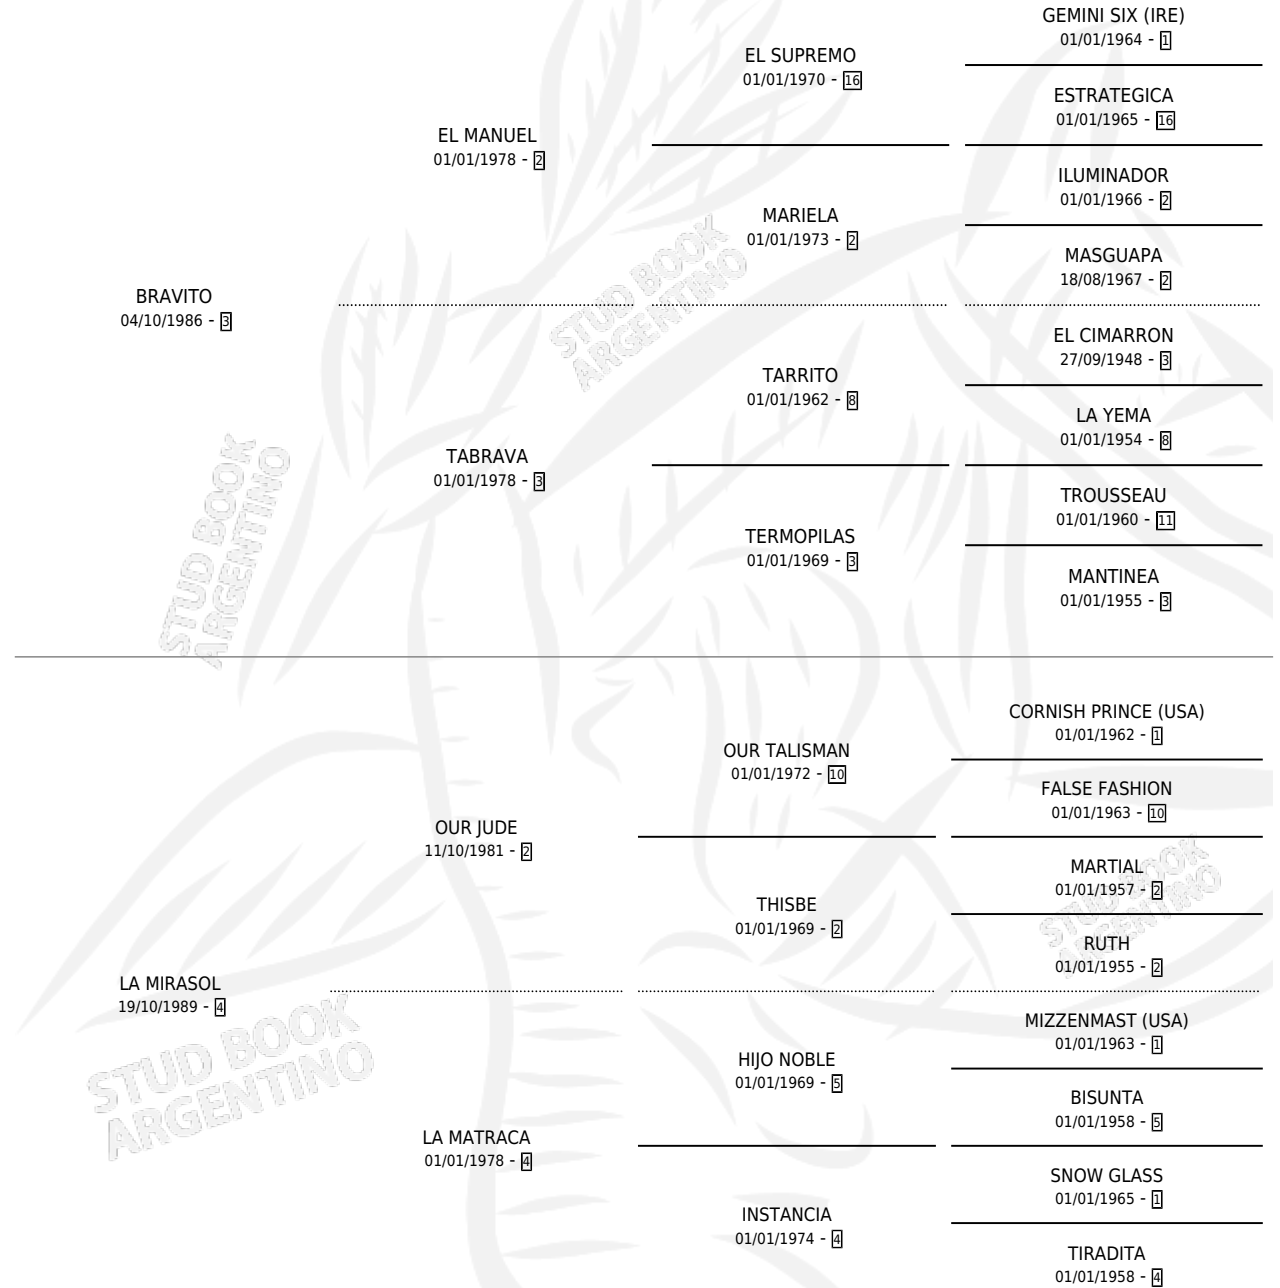 GEMINI SIX (IRE)
01/01/1964 - 1
EL SUPREMO
01/01/1970 - 16
ESTRATEGICA
01/01/1965 - 16
EL MANUEL
01/01/1978 - 2
ILUMINADOR
01/01/1966 - 2
MARIELA
01/01/1973 - 2
MASGUAPA
18/08/1967 - 2
BRAVITO
04/10/1986 - 3
STUD BOOK
ARGENTINO
EL CIMARRON
27/09/1948 - 3
TARRITO
01/01/1962 - 8
LA YEMA
01/01/1954 - 8
TABRAVA
01/01/1978 - 3
TROUSSEAU
01/01/1960 - 11
TERMOPILAS
01/01/1969 - 3
MANTINEA
01/01/1955 - 3
STUD BOOK
ARGENTINO
CORNISH PRINCE (USA)
01/01/1962 - 1
OUR TALISMAN
01/01/1972 - 10
FALSE FASHION
01/01/1963 - 10
OUR JUDE
11/10/1981 - 2
MARTIAL
01/01/1957 - 2
THISBE
01/01/1969 - 2
RUTH
01/01/1955 - 2
STUD BOOK
ARGENTINO
LA MIRASOL
19/10/1989 - 4
MIZZENMAST (USA)
01/01/1963 - 1
HIJO NOBLE
01/01/1969 - 5
BISUNTA
01/01/1958 - 5
STUD BOOK
ARGENTINO
LA MATRACA
01/01/1978 - 4
SNOW GLASS
01/01/1965 - 1
INSTANCIA
01/01/1974 - 4
TIRADITA
01/01/1958 - 4